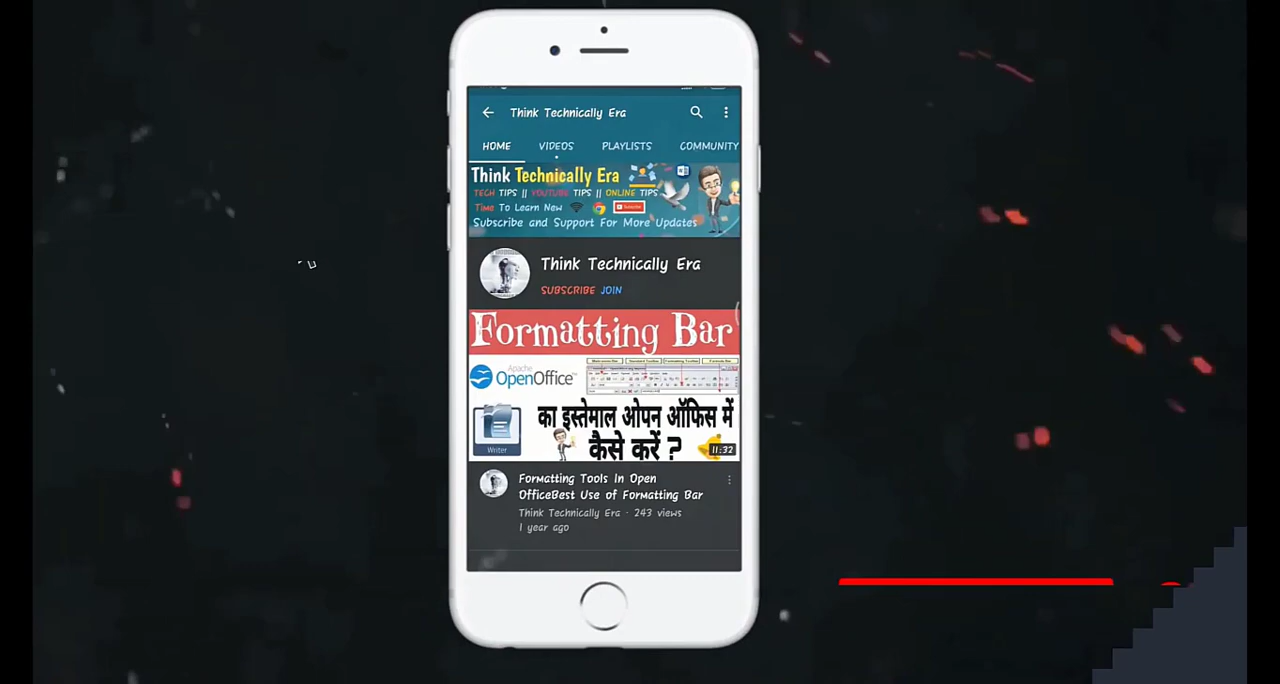 Think Technically Era
HOME VIDEOS PLAYLISTS COMMUNITY
Think Technically Era
TECH TIPS || YOUTUBE TIPS || ONLINE TIPS
Time To Learn New
Subscribe
Subscribe and Support For More Updates
Think Technically Era
SUBSCRIBE JOIN
Formatting Bar
Apache
OpenOffice
का इस्तेमाल ओपन ऑफिस में
कैसे करें ?
Writer
11:32
Formatting Tools In Open
OfficeBest Use of Formatting Bar
Think Technically Era · 243 views
1 year ago